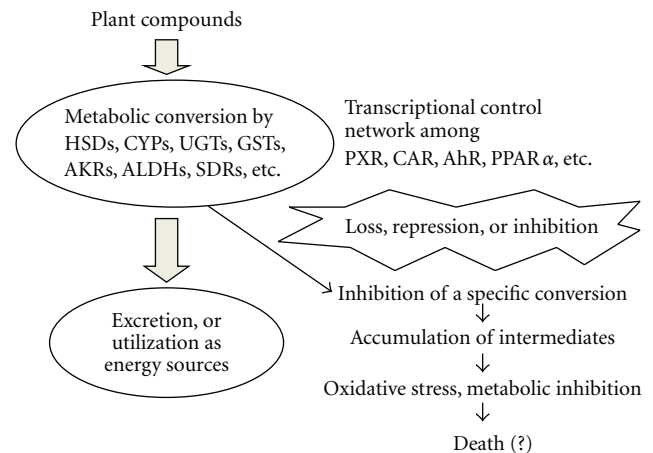 Plant compounds
Metabolic conversion by
HSDs, CYPs, UGTs, GSTs,
AKRs, ALDHs, SDRs, etc.
Transcriptional control
network among
PXR, CAR, AhR, PPAR α, etc.
Loss, repression, or inhibition
Inhibition of a specific conversion
Excretion, or
utilization as
energy sources
Accumulation of intermediates
Oxidative stress, metabolic inhibition
Death (?)